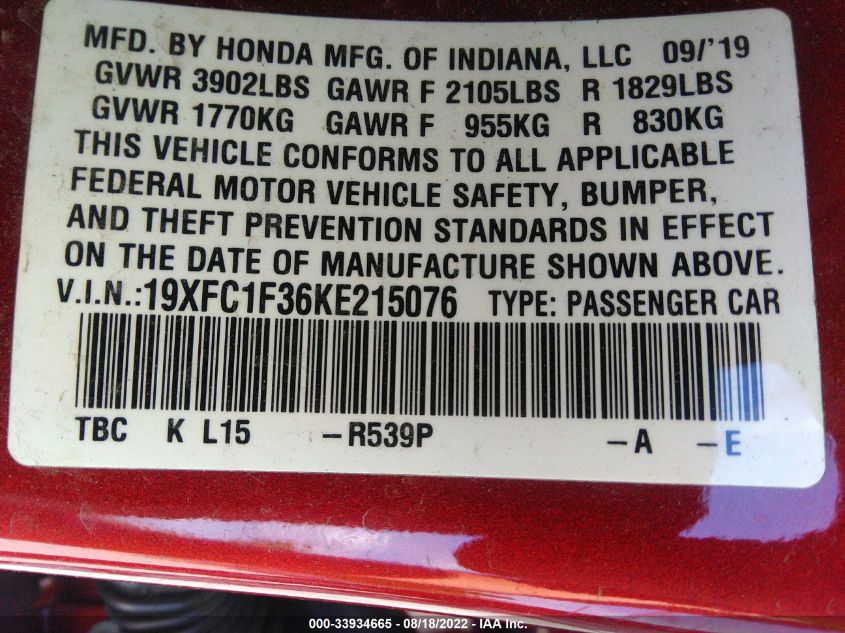 MFD. BY HONDA MFG. OF INDIANA, LLC 09/'19
GVWR 3902LBS GAWR F 2105LBS R 1829LBS
GVWR 1770KG GAWR F 955KG R 830KG
THIS VEHICLE CONFORMS TO ALL APPLICABLE
FEDERAL MOTOR VEHICLE SAFETY, BUMPER,
AND THEFT PREVENTION STANDARDS IN EFFECT
ON THE DATE OF MANUFACTURE SHOWN ABOVE.
V.I.N.:19XFC1F36KE215076 TYPE: PASSENGER CAR
TBC K L15 –R539P –A –E
000-33934665 - 08/18/2022 - IAA Inc.